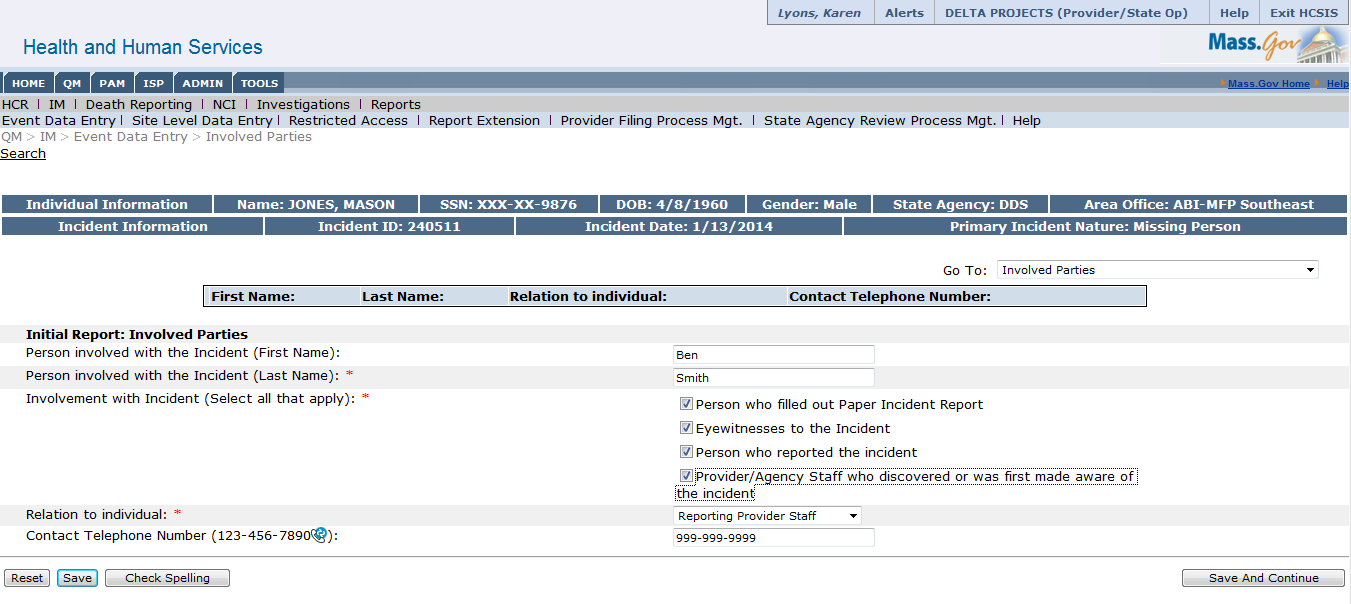 Lyons, Karen Alerts DELTA PROJECTS (Provider/State Op) Help Exit HCSIS
Health and Human Services
Mass.Gov
HOME QM PAM ISP ADMIN TOOLS
Mass.Gov Home Help
HCR | IM | Death Reporting | NCI | Investigations | Reports
Event Data Entry | Site Level Data Entry | Restricted Access | Report Extension | Provider Filing Process Mgt. | State Agency Review Process Mgt. | Help
QM > IM > Event Data Entry > Involved Parties
Search
Individual Information Name: JONES, MASON SSN: XXX-XX-9876 DOB: 4/8/1960 Gender: Male State Agency: DDS Area Office: ABI-MFP Southeast
Incident Information Incident ID: 240511 Incident Date: 1/13/2014 Primary Incident Nature: Missing Person
Go To: Involved Parties
First Name: Last Name: Relation to individual: Contact Telephone Number:
Initial Report: Involved Parties
Person involved with the Incident (First Name): Ben
Person involved with the Incident (Last Name): * Smith
Involvement with Incident (Select all that apply): *
Person who filled out Paper Incident Report
Eyewitnesses to the Incident
Person who reported the incident
Provider/Agency Staff who discovered or was first made aware of
the incident
Relation to individual: * Reporting Provider Staff
Contact Telephone Number (123-456-7890): 999-999-9999
Reset Save Check Spelling Save And Continue